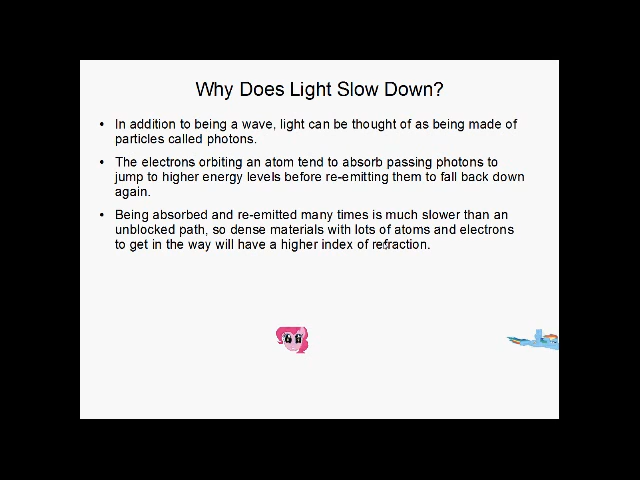 Why Does Light Slow Down?
• In addition to being a wave, light can be thought of as being made of
particles called photons.
• The electrons orbiting an atom tend to absorb passing photons to
jump to higher energy levels before re-emitting them to fall back down
again.
• Being absorbed and re-emitted many times is much slower than an
unblocked path, so dense materials with lots of atoms and electrons
to get in the way will have a higher index of refraction.